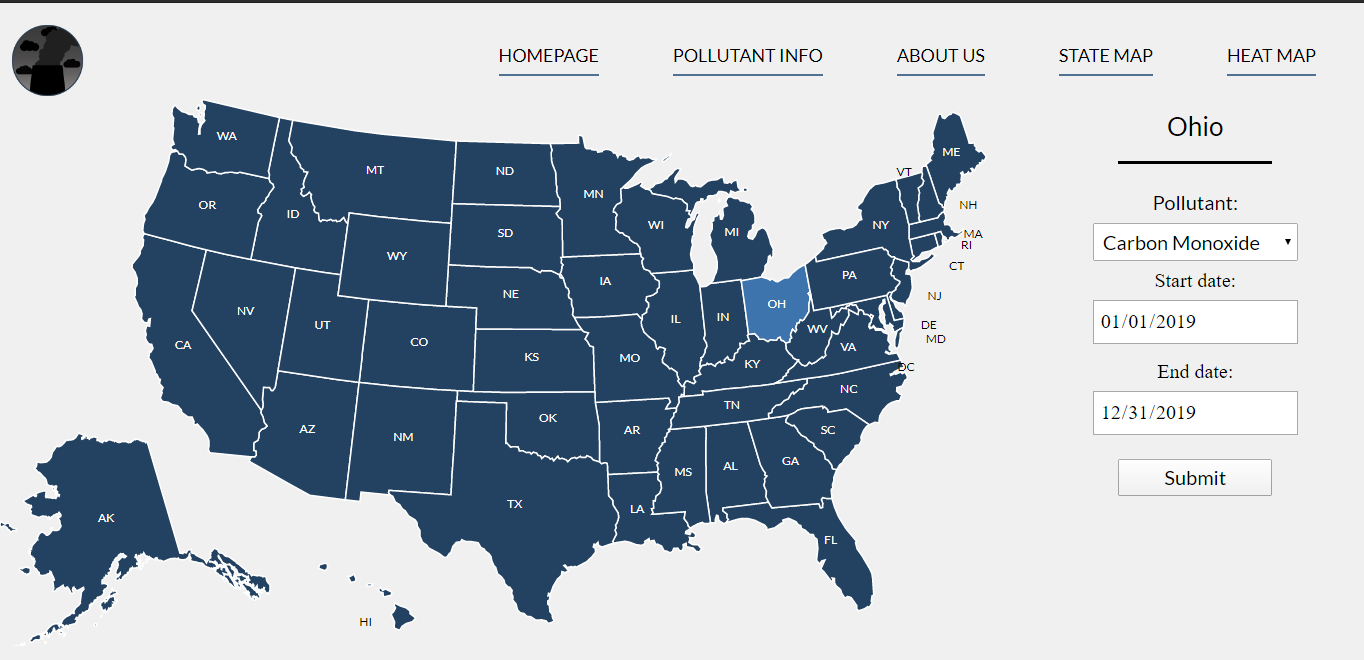 HOMEPAGE POLLUTANT INFO ABOUT US STATE MAP HEAT MAP
Ohio
Pollutant:
Carbon Monoxide
Start date:
01/01/2019
End date:
12/31/2019
Submit
WA
MT
ND
MN
ME
VT
OR
ID
SD
WI
MI
NY
NH
MA
RI
WY
CT
IA
PA
NE
NV
UT
IL
IN
OH
NJ
CO
KS
MO
WV
DE
MD
CA
VA
KY
DC
NC
TN
AZ
NM
OK
AR
SC
MS
AL
GA
TX
LA
AK
FL
HI